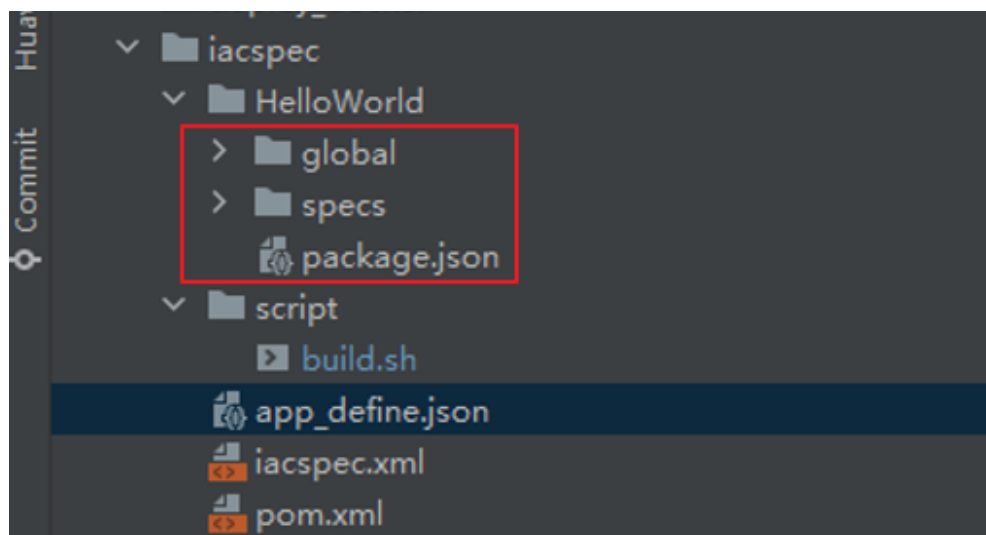 iacspec
HelloWorld
global
specs
package.json
script
build.sh
app_define.json
iacspec.xml
pom.xml
Commit